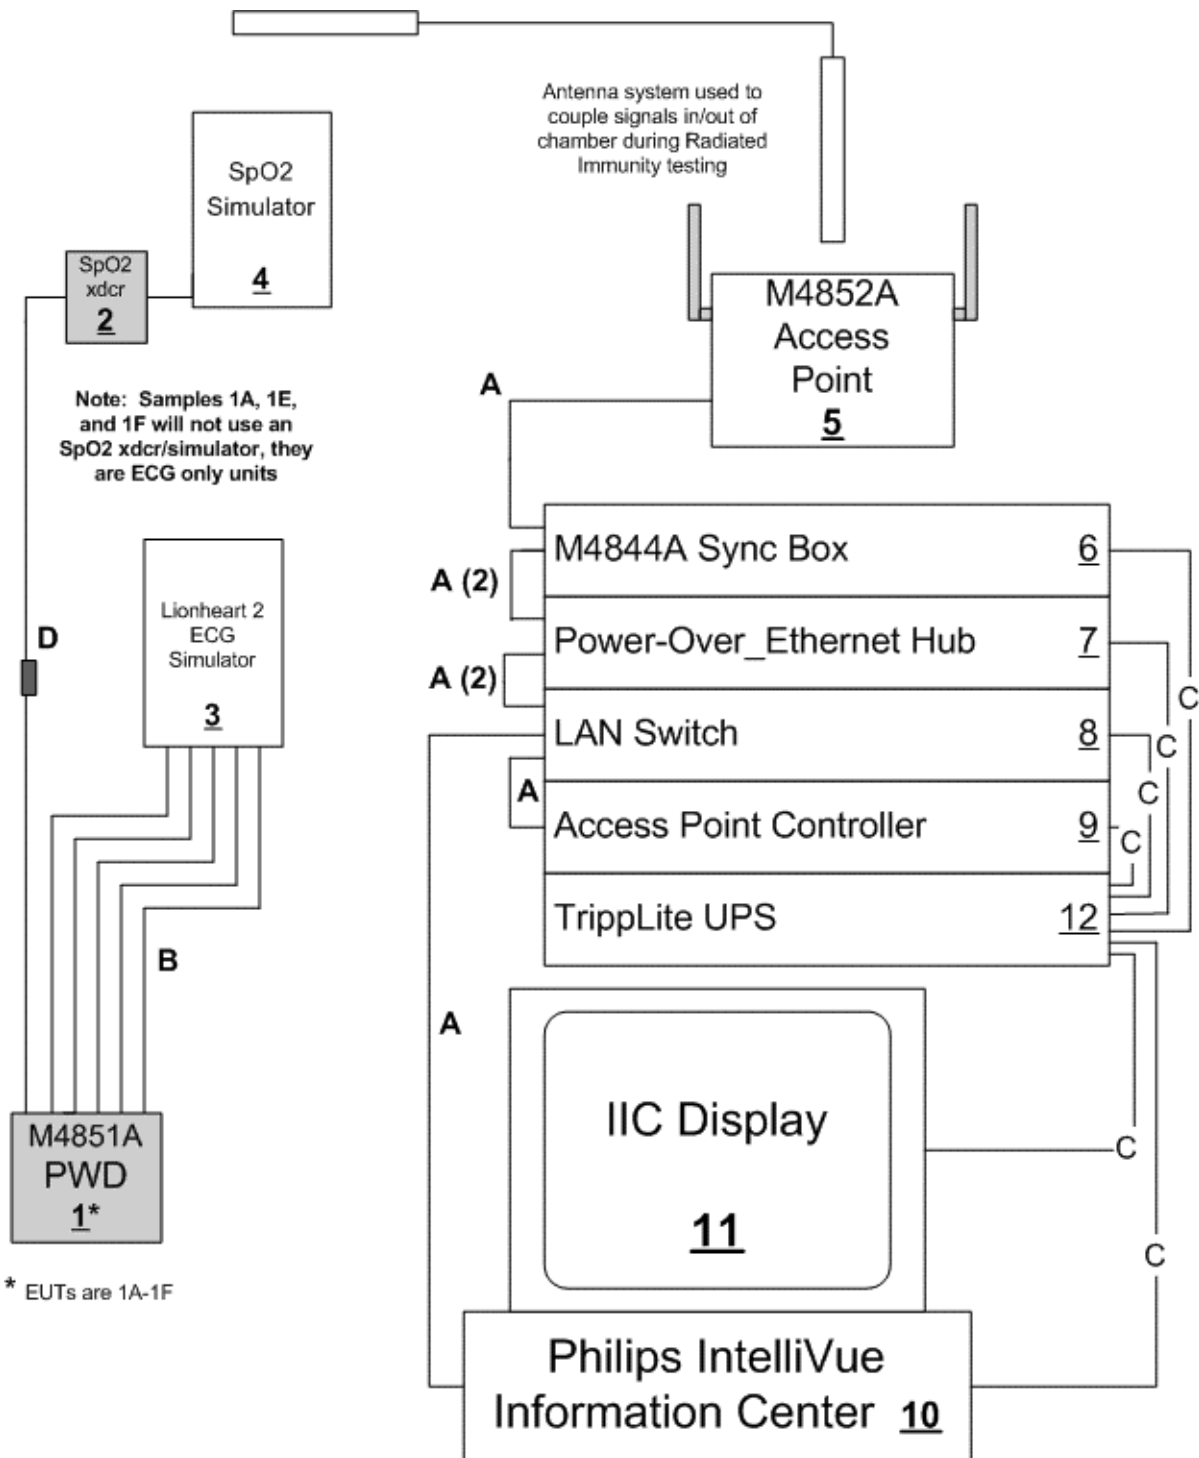 Antenna system used to
couple signals in/out of
chamber during Radiated
Immunity testing
SpO2
Simulator
4
SpO2
xdcr
2
M4852A
Access
Point
5
A
Note: Samples 1A, 1E,
and 1F will not use an
SpO2 xdcr/simulator, they
are ECG only units
M4844A Sync Box 6
A (2)
Power-Over_Ethernet Hub 7
A (2)
LAN Switch 8
A
Access Point Controller 9
TrippLite UPS 12
C
C
C
C
Lionheart 2
ECG
Simulator
3
D
B
A
IIC Display
11
C
C
M4851A
PWD
1*
* EUTs are 1A-1F
Philips IntelliVue
Information Center 10